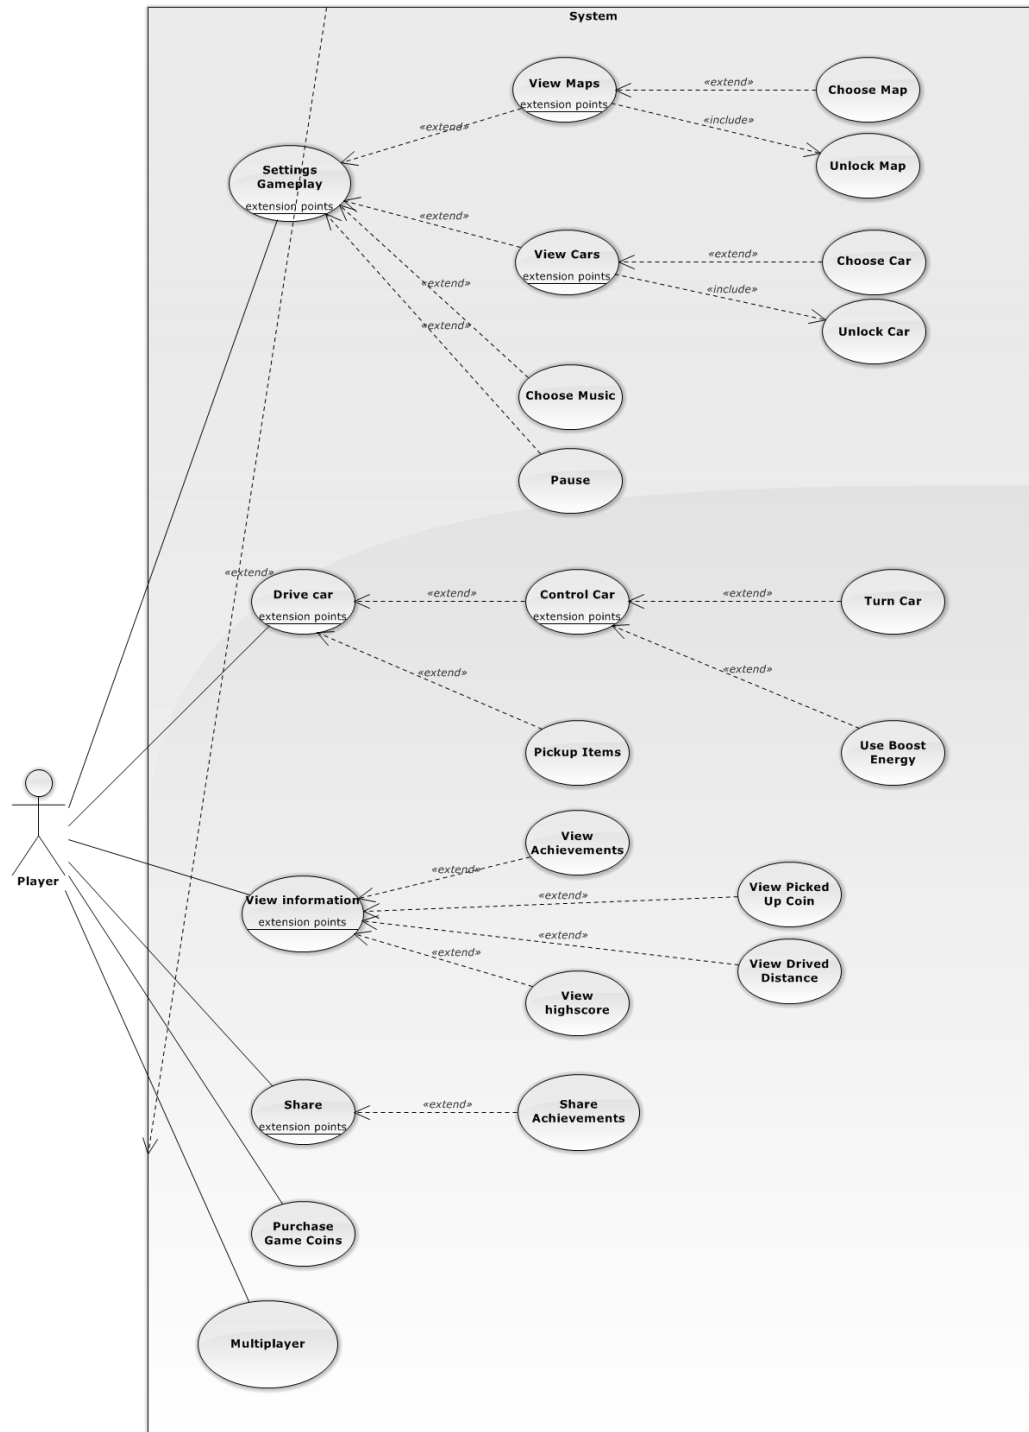 System
View Maps
extension points
«extend»
Choose Map
«include»
Unlock Map
«extend»
Settings
Gameplay
extension points
«extend»
View Cars
extension points
«extend»
Choose Car
«include»
Unlock Car
«extend»
«extend»
Choose Music
Pause
«extend»
Drive car
extension points
«extend»
Control Car
extension points
«extend»
Turn Car
«extend»
«extend»
Pickup Items
Use Boost
Energy
Player
View
Achievements
«extend»
View information
extension points
«extend»
View Picked
Up Coin
«extend»
View Drived
Distance
«extend»
View
highscore
Share
extension points
«extend»
Share
Achievements
Purchase
Game Coins
Multiplayer